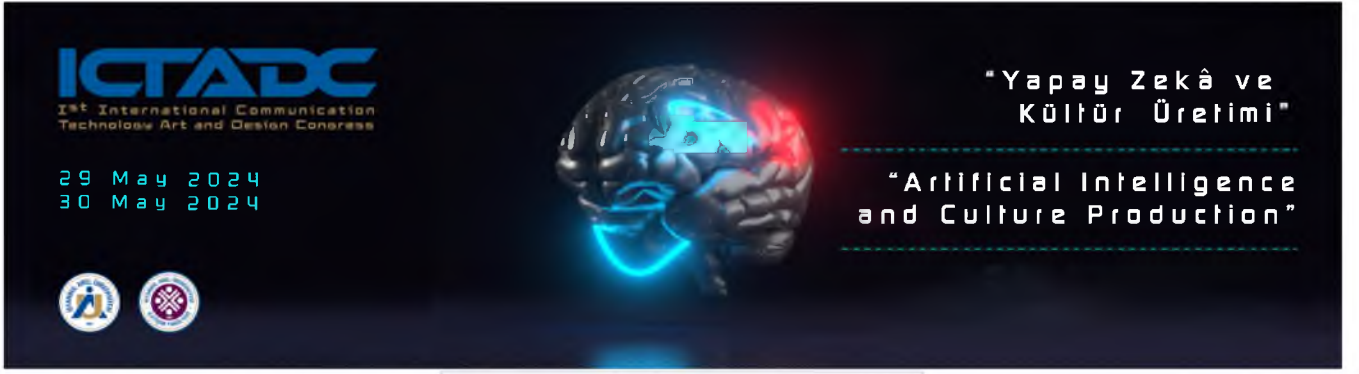 ICTADC
1st International Communication
Technology Art and Design Congress
29 May 2024
30 May 2024
"Yapay Zekâ ve
Kültür Üretimi"
"Artificial Intelligence
and Culture Production"